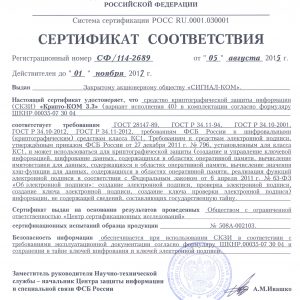 РОССИЙСКОЙ ФЕДЕРАЦИИ
Система сертификации РОСС RU.0001.030001
СЕРТИФИКАТ СООТВЕТСТВИЯ
Регистрационный номер СФ/114-2689 от "05" августа 2015 г.
Действителен до "01" ноября 2017 г.
Выдан Закрытому акционерному обществу «СИГНАЛ-КОМ».
Настоящий сертификат удостоверяет, что средство криптографической защиты информации
(СКЗИ) «Крипто-КОМ 3.3» (вариант исполнения 40) в комплектации согласно формуляру
ШКНР.00035-07 30 04
соответствует требованиям ГОСТ 28147-89, ГОСТ Р 34.11-94, ГОСТ Р 34.10-2001,
ГОСТ Р 34.10-2012, ГОСТ Р 34.11-2012, требованиям ФСБ России к шифровальным
(криптографическим) средствам класса КС1, Требованиям к средствам электронной подписи,
утверждённым приказом ФСБ России от 27 декабря 2011 г. № 796, установленным для класса
КС1, и может использоваться для криптографической защиты (создание и управление ключевой
информацией, шифрование данных, содержащихся в области оперативной памяти, вычисление
имитовставки для данных, содержащихся в области оперативной памяти, вычисление значения
хэш-функции для данных, содержащихся в области оперативной памяти, реализация функций
электронной подписи в соответствии с Федеральным законом от 6 апреля 2011 г. № 63-ФЗ
«Об электронной подписи»: создание электронной подписи, проверка электронной подписи,
создание ключа электронной подписи, создание ключа проверки электронной подписи)
информации, не содержащей сведений, составляющих государственную тайну.
Сертификат выдан на основании результатов проведенных Обществом с ограниченной
ответственностью «Центр сертификационных исследований»
сертификационных испытаний образца продукции № 508А-002103.
Безопасность информации обеспечивается при использовании СКЗИ в соответствии с
требованиями эксплуатационной документации согласно формуляру ШКНР.00035-07 30 04 и
сохранении в тайне ключей шифрования и ключей электронной подписи.
Заместитель руководителя Научно-технической
службы – начальник Центра защиты информации
и специальной связи ФСБ России
А.М.Ивашко